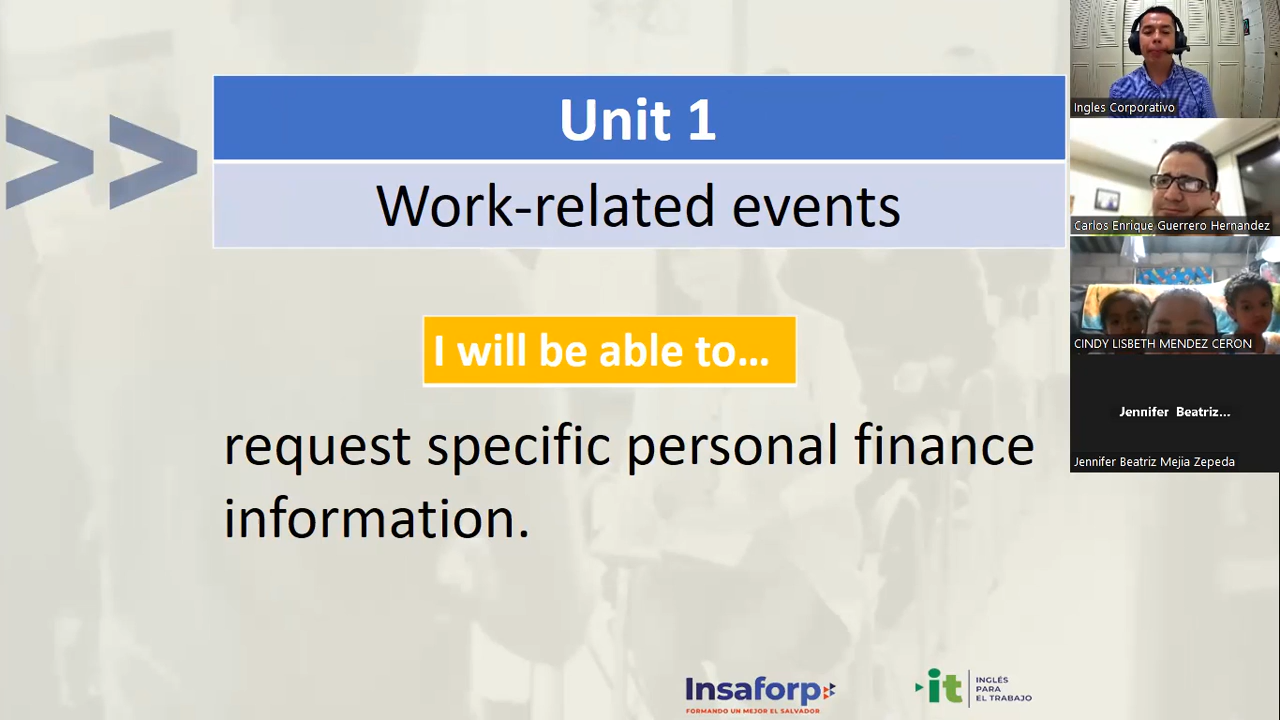 Unit 1
Work-related events
I will be able to...
request specific personal finance
information.
Insaforp
FORMANDO UN MEJOR EL SALVADOR
it
INGLÉS
PARA
EL TRABAJO
Ingles Corporativo
Carlos Enrique Guerrero Hernandez
CINDY LISBETH MENDEZ CERON
Jennifer Beatriz...
Jennifer Beatriz Mejia Zepeda